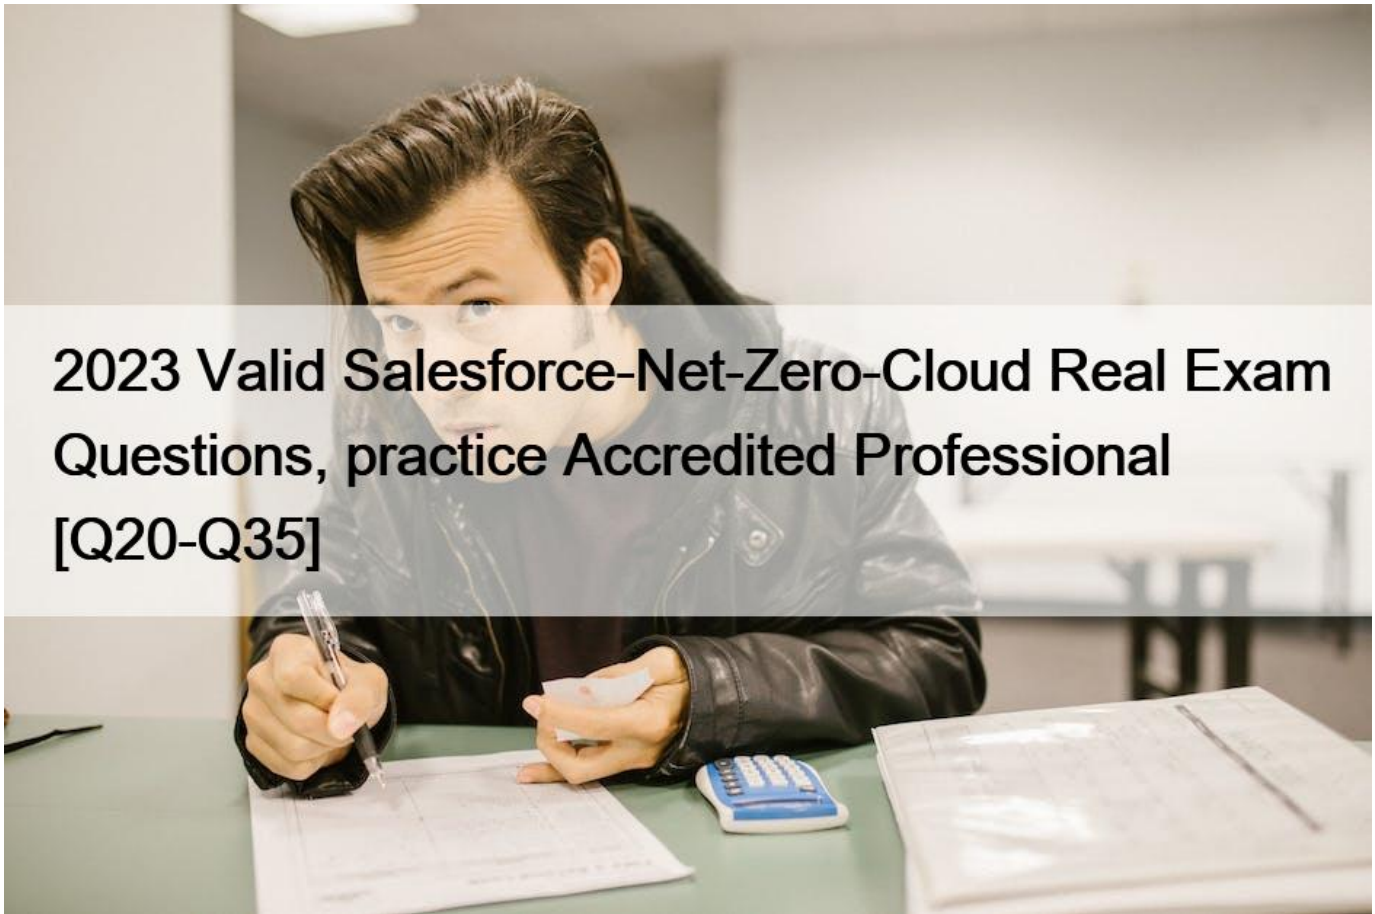 2023 Valid Salesforce-Net-Zero-Cloud Real Exam
Questions, practice Accredited Professional
[Q20-Q35]